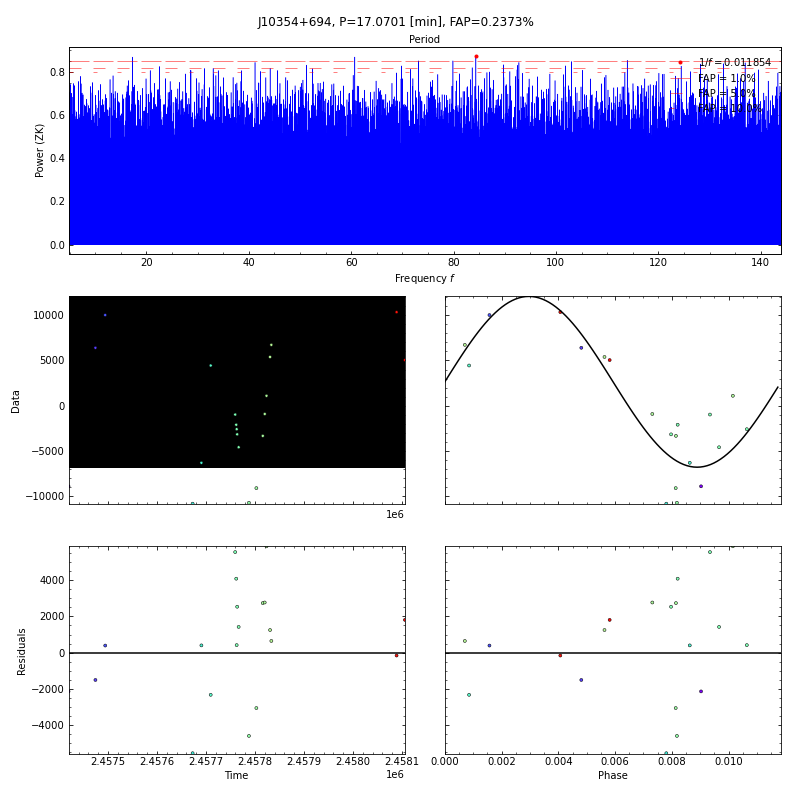 J10354+694, P=17.0701 [min], FAP=0.2373%
Period
1/f = 0.011854
FAP = 1.0%
Power (ZK)
0.8
0.6
0.4
0.2
0.0
20 40 60 80 100 120 140
Frequency f
Data
10000
5000
0
−5000
−10000
1e6
Residuals
4000
2000
0
−2000
−4000
2.4575 2.4576 2.4577 2.4578 2.4579 2.4580 2.4581
1e6
Time
0.000 0.002 0.004 0.006 0.008 0.010
Phase